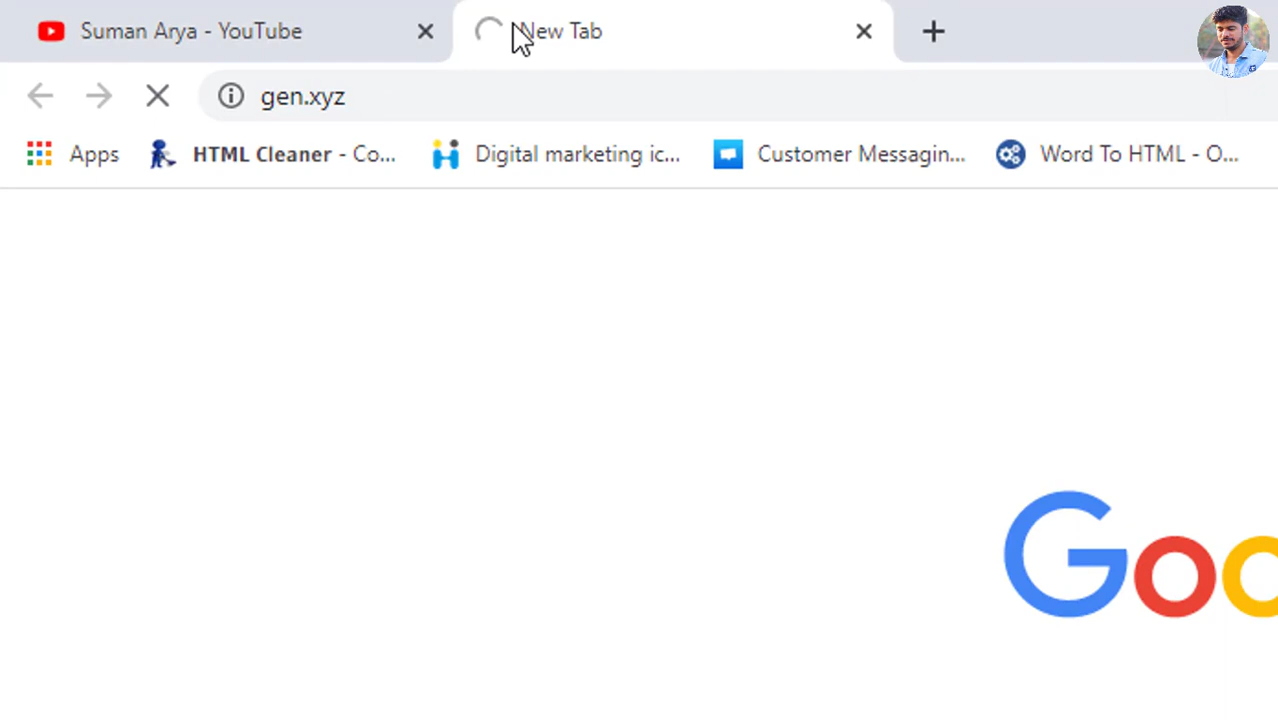 Suman Arya - YouTube New Tab
gen.xyz
Apps HTML Cleaner - Co... Digital marketing ic... Customer Messagin... Word To HTML - O...
Goo